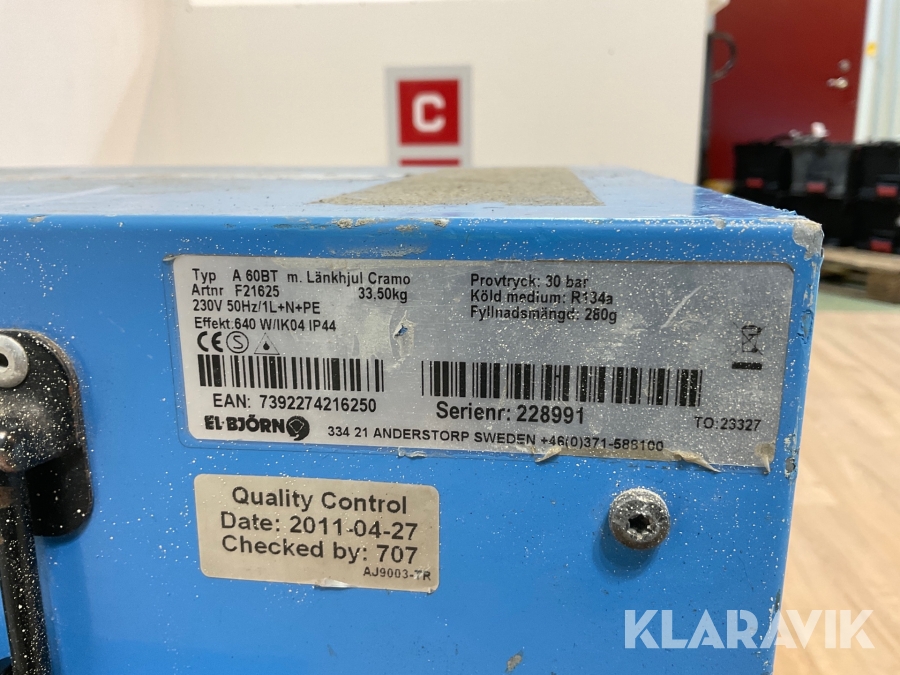 C
Typ A 60BT m. Länkhjul Cramo
Artnr F21625 33,50kg
230V 50Hz/1L+N+PE
Effekt:640 W/IK04 IP44
Provtryck: 30 bar
Köld medium: R134a
Fyllnadsmängd: 280g
CE S
EAN: 7392274216250
Serienr: 228991
TO:23327
EL·BJÖRN
334 21 ANDERSTORP SWEDEN +46(0)371-588100
Quality Control
Date: 2011-04-27
Checked by: 707
AJ9003-TR
KLARAVIK